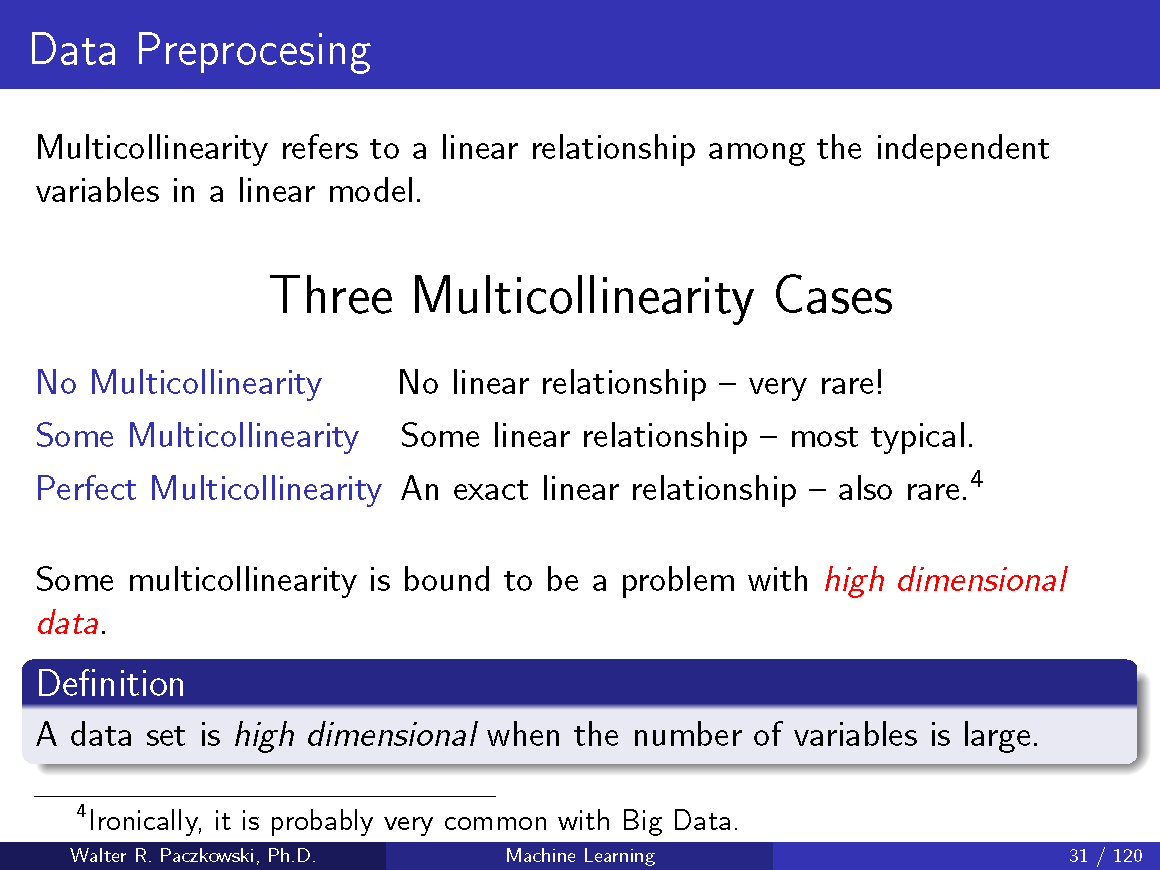 Data Preprocesing
Multicollinearity refers to a linear relationship among the independent
variables in a linear model.
Three Multicollinearity Cases
No Multicollinearity No linear relationship – very rare!
Some Multicollinearity Some linear relationship – most typical.
Perfect Multicollinearity An exact linear relationship – also rare.⁴
Some multicollinearity is bound to be a problem with high dimensional
data.
Definition
A data set is high dimensional when the number of variables is large.
⁴Ironically, it is probably very common with Big Data.
Walter R. Paczkowski, Ph.D. Machine Learning 31 / 120